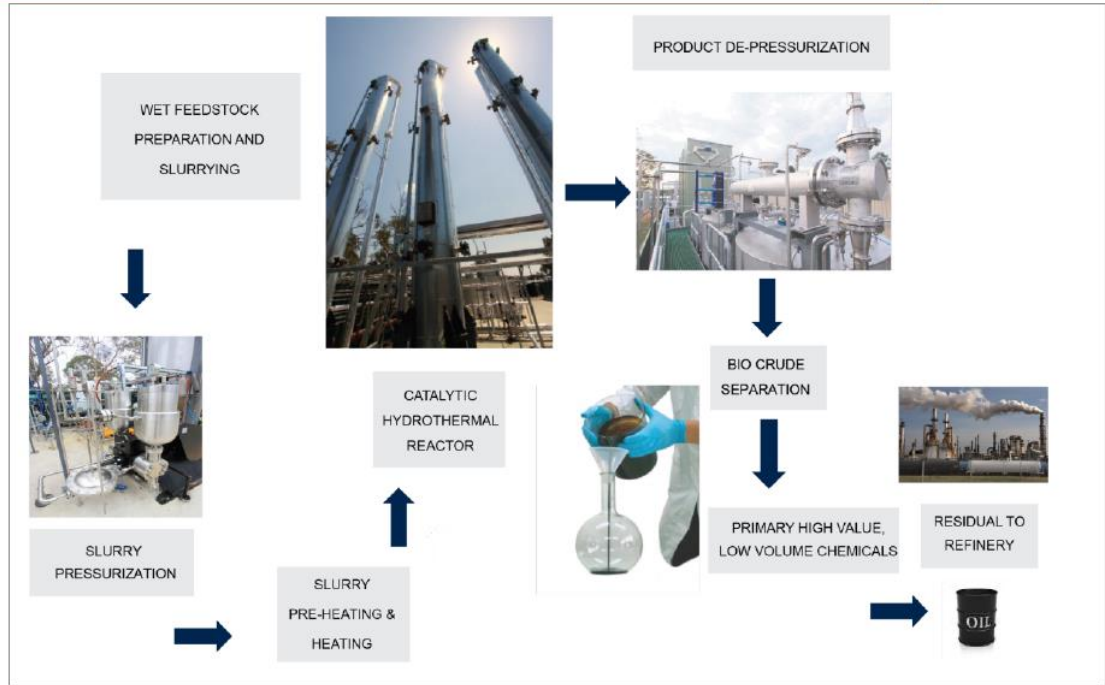 WET FEEDSTOCK
PREPARATION AND
SLURRYING
SLURRY
PRESSURIZATION
SLURRY
PRE-HEATING &
HEATING
CATALYTIC
HYDROTHERMAL
REACTOR
PRODUCT DE-PRESSURIZATION
BIO CRUDE
SEPARATION
PRIMARY HIGH VALUE,
LOW VOLUME CHEMICALS
RESIDUAL TO
REFINERY
OIL